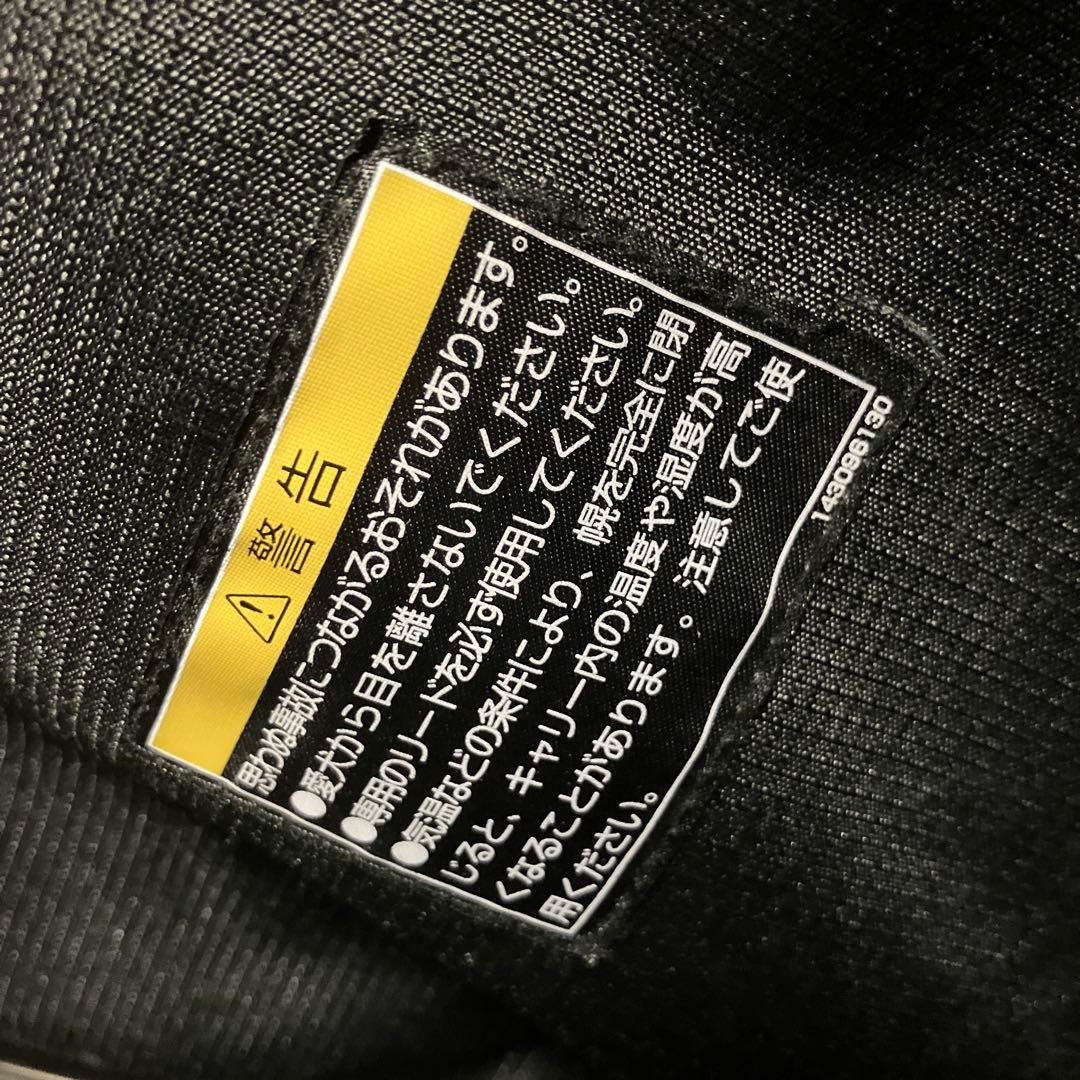 ⚠警告
思わぬ事故につながるおそれがあります。
●愛犬から目を離さないでください。
●専用のリードを必ず使用してください。
●気温などの条件により、幌を完全に閉
じると、キャリー内の温度や湿度が高
くなることがあります。注意してご使
用ください。
143096130